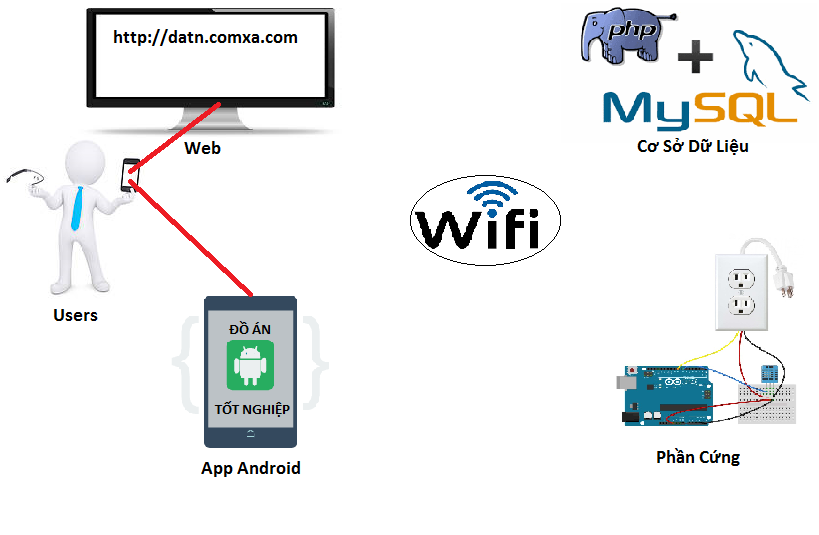 http://datn.comxa.com
php
+
MySQL
Web
Cơ Sở Dữ Liệu
Wifi
Users
ĐỒ ÁN
TỐT NGHIỆP
App Android
Phần Cứng